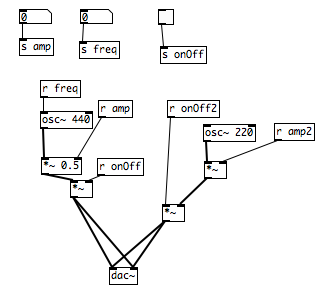 0
0
s amp
s freq
s onOff
r freq
r amp
r onOff2
osc~ 440
osc~ 220
r amp2
*~ 0.5
r onOff
*~
*~
*~
dac~